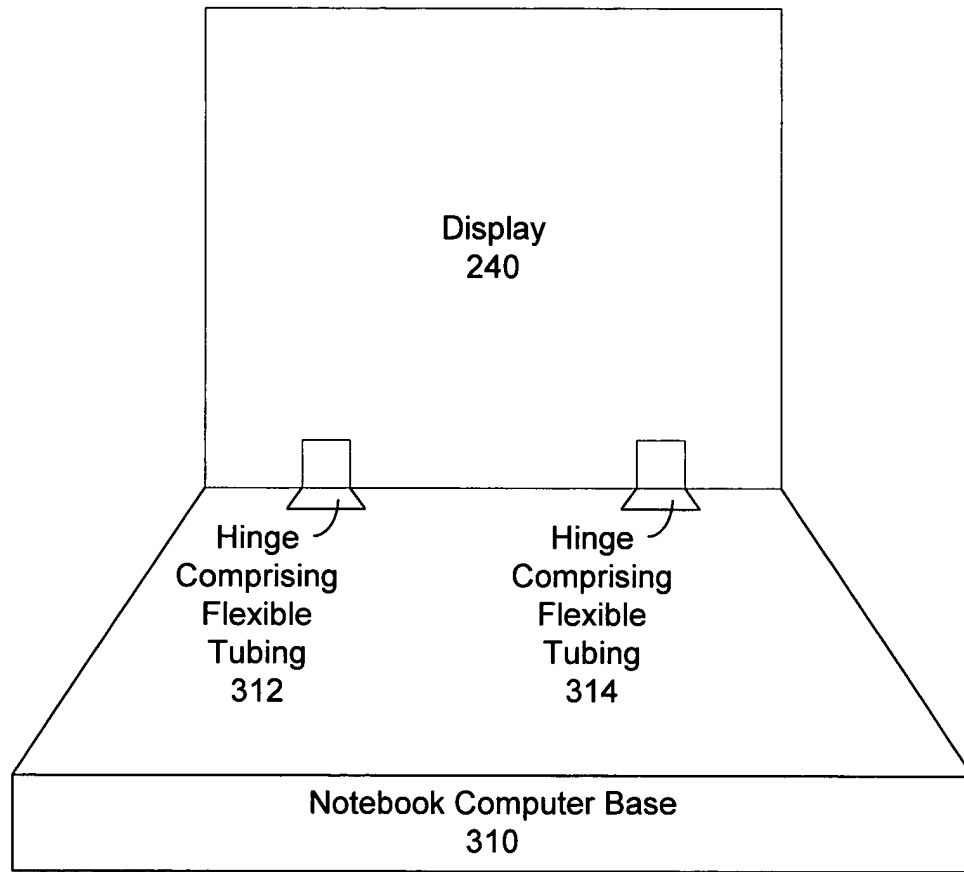 Display
240
Hinge
Comprising
Flexible
Tubing
312
Hinge
Comprising
Flexible
Tubing
314
Notebook Computer Base
310